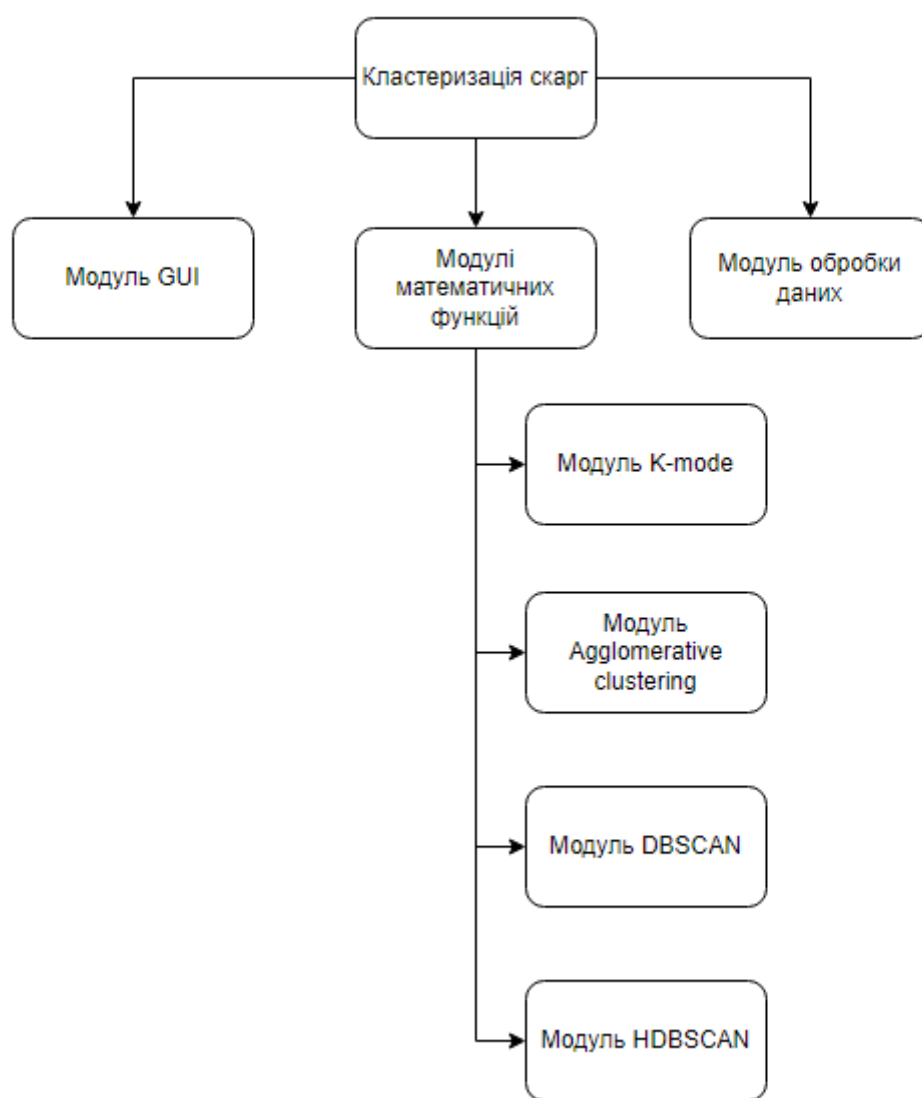 Кластеризація скарг
Модуль GUI
Модулі
математичних
функцій
Модуль обробки
даних
Модуль K-mode
Модуль
Agglomerative
clustering
Модуль DBSCAN
Модуль HDBSCAN